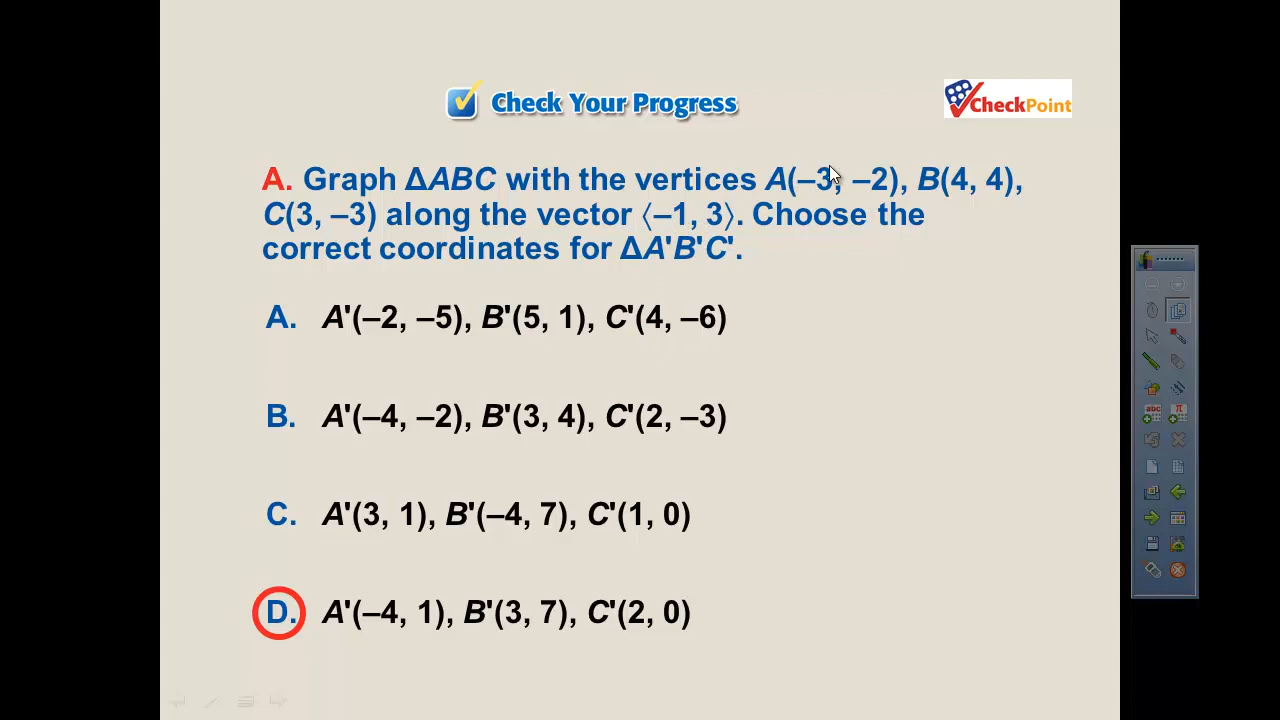 Check Your Progress
CheckPoint
A. Graph ΔABC with the vertices A(–3, –2), B(4, 4),
C(3, –3) along the vector 〈–1, 3〉. Choose the
correct coordinates for ΔA'B'C'.
A. A'(–2, –5), B'(5, 1), C'(4, –6)
B. A'(–4, –2), B'(3, 4), C'(2, –3)
C. A'(3, 1), B'(–4, 7), C'(1, 0)
D. A'(–4, 1), B'(3, 7), C'(2, 0)
abc
π